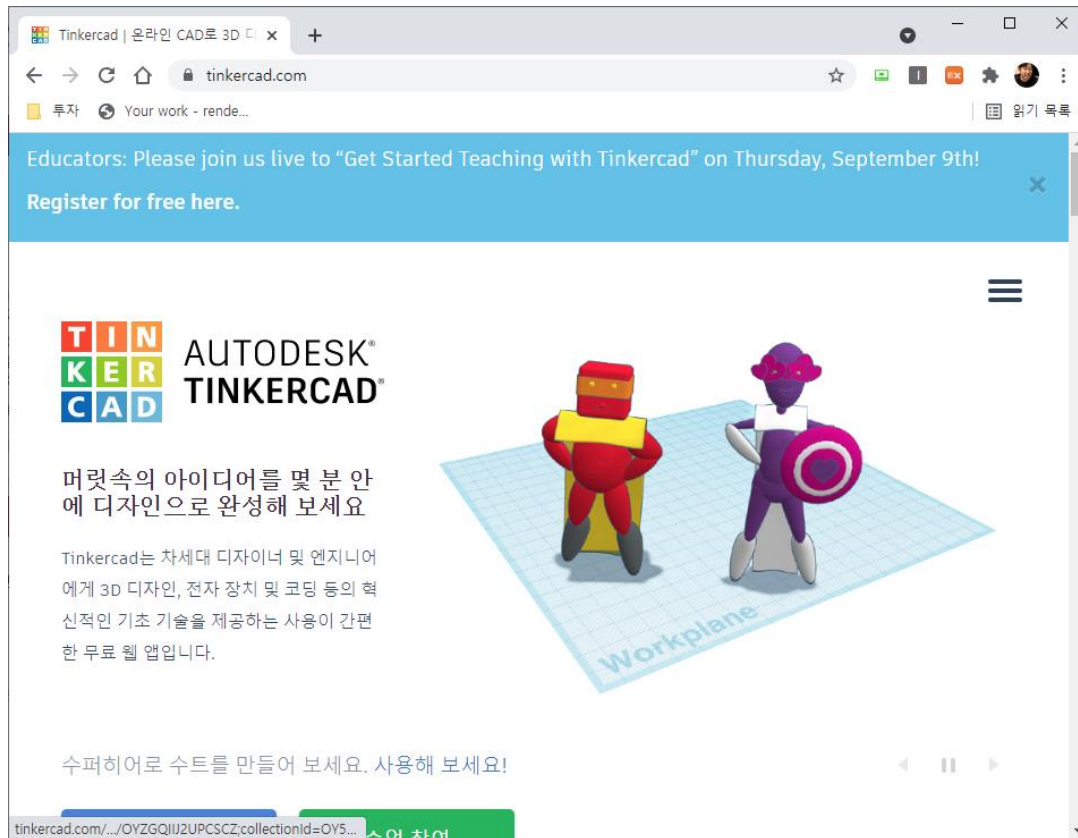 Tinkercad | 온라인 CAD로 3D 디
tinkercad.com
투자
Your work - rende...
읽기 목록
Educators: Please join us live to “Get Started Teaching with Tinkercad” on Thursday, September 9th!
Register for free here.
TIN
KER
CAD
AUTODESK®
TINKERCAD®
머릿속의 아이디어를 몇 분 안
에 디자인으로 완성해 보세요
Tinkercad는 차세대 디자이너 및 엔지니어
에게 3D 디자인, 전자 장치 및 코딩 등의 혁
신적인 기초 기술을 제공하는 사용이 간편
한 무료 웹 앱입니다.
Workplane
수퍼히어로 수트를 만들어 보세요. 사용해 보세요!
수업 참여
tinkercad.com/.../OYZGQIIJ2UPCSCZ;collectionId=OY5...